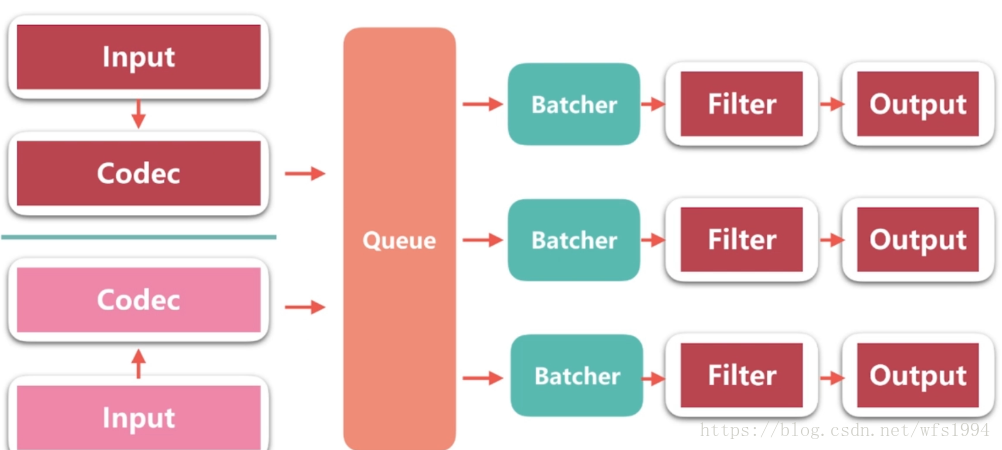 Input
Codec
Codec
Input
Queue
Batcher
Filter
Output
Batcher
Filter
Output
Batcher
Filter
Output
https://blog.csdn.net/wfs1994